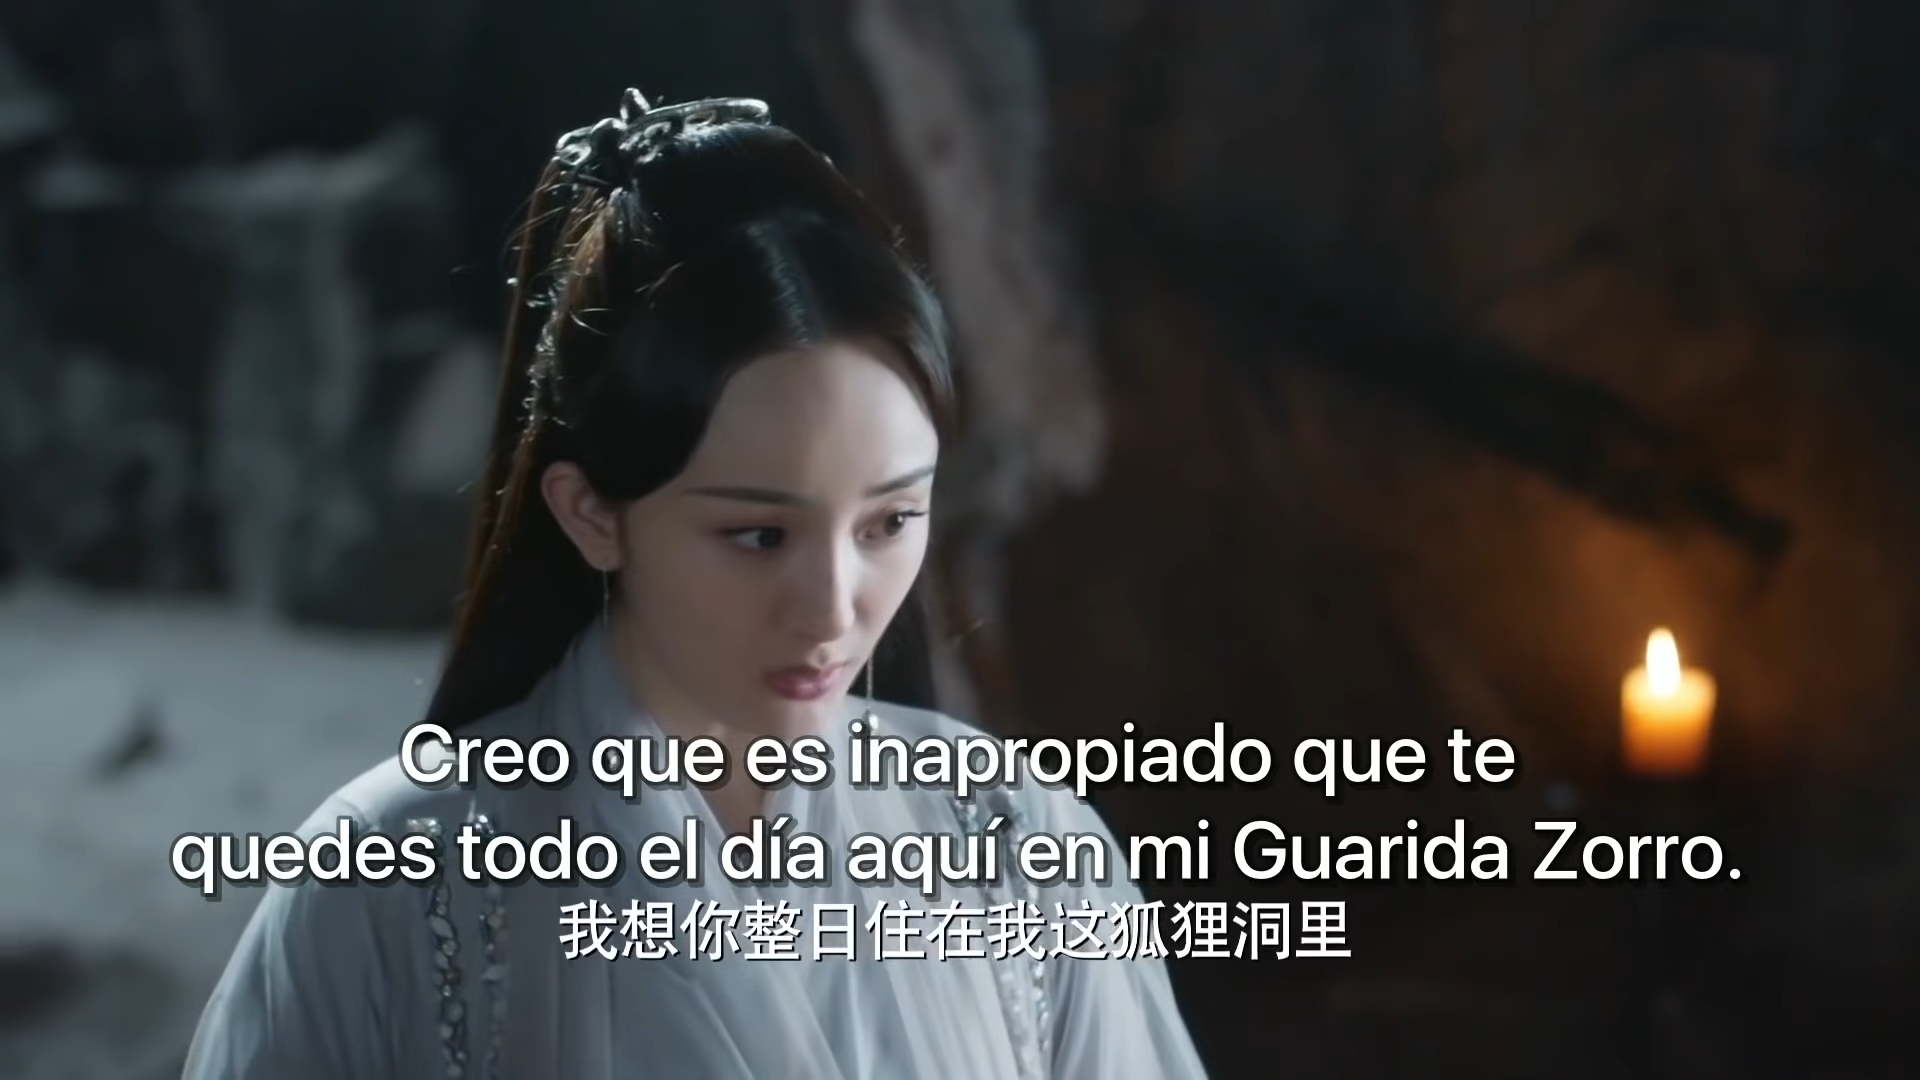 Creo que es inapropiado que te
quedes todo el día aquí en mi Guarida Zorro.
我想你整日住在我这狐狸洞里